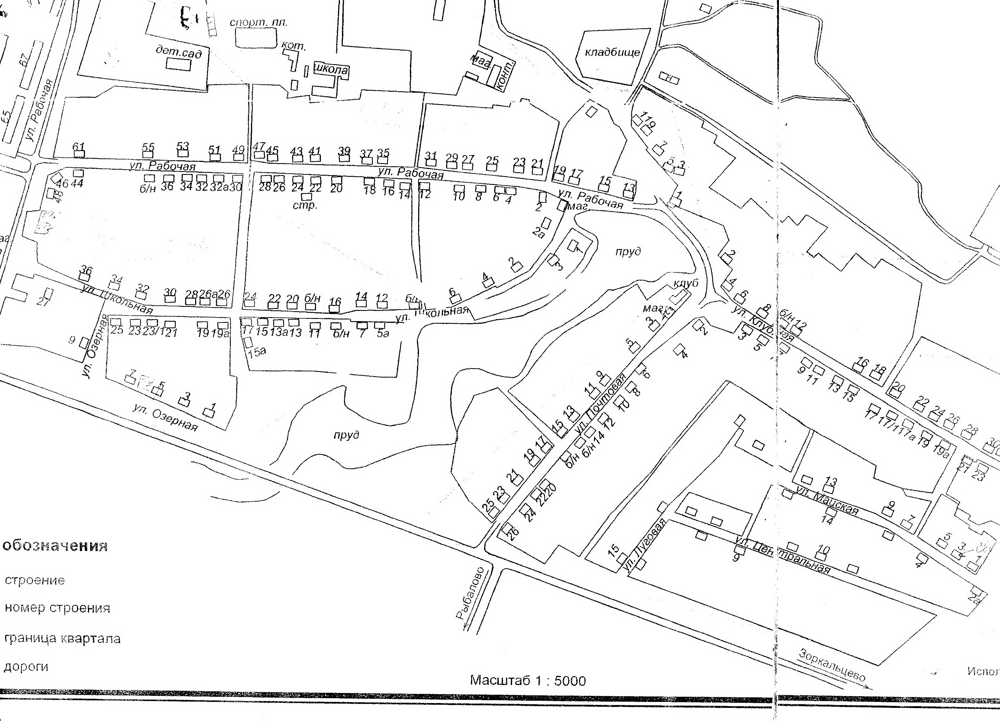 спорт. пл.
дет.сад
кот.
школа
маг.
конт.
кладбище
н
67
65
ул. Рабочая
61
55
53
51
49
47
45
43
41
39
37
35
31
29
27
25
23
21
19
17
15
13
119
7
5
3
1
ул. Рабочая
ул. Рабочая
ул. Рабочая
46
44
48
б/н
36
34
32
32а
30
28
26
24
22
20
18
16
14
12
10
8
6
4
2
маг.
стр.
2а
1
3
пруд
2
4
6
36
34
32
30
28
26а
26
24
22
20
б/н
16
14
12
б/н
ул. Школьная
ул. Школьная
27
25
23
23/1
21
19
19а
17
15
13а
13
11
б/н
7
5а
15а
9
ул. Озерная
7
5
3
1
ул. Озерная
пруд
клуб
маг.
3
5
9
11
13
15
17
19
21
23
25
ул. Почтовая
2
4
6
8
10
12
14
б/н
б/н
20
22
24
26
2
4
6
8
б/н
12
16
18
20
22
24
26
28
30
ул. Клубная
3
5
7
9
11
13
15
17
17/1
17а
19
19а
21
23
13
9
7
5
3
1
ул. Майская
14
4
2а
15
ул. Луговая
9
10
ул. Центральная
Рыбалово
Зоркальцево
обозначения
строение
номер строения
граница квартала
дороги
Масштаб 1 : 5000
Испол